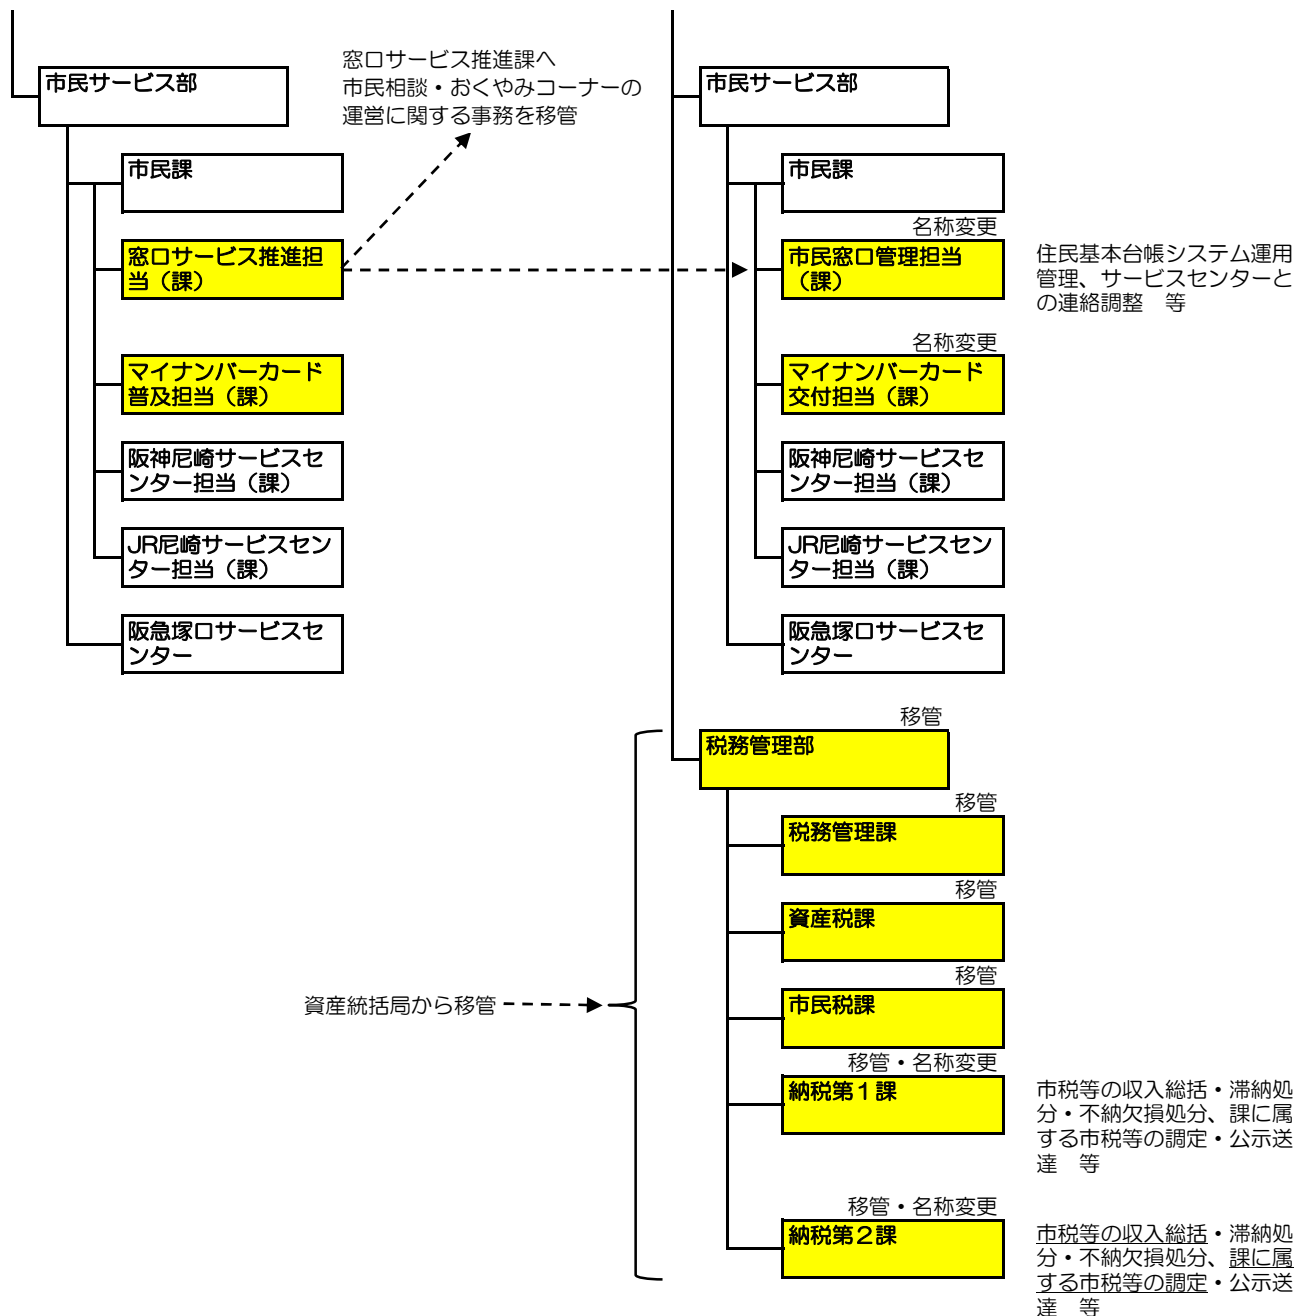 窓口サービス推進課へ
市民相談・おくやみコーナーの
運営に関する事務を移管
市民サービス部
市民課
窓口サービス推進担
当（課）
マイナンバーカード
普及担当（課）
阪神尼崎サービスセ
ンター担当（課）
JR尼崎サービスセン
ター担当（課）
阪急塚口サービスセ
ンター
市民サービス部
市民課
名称変更
市民窓口管理担当
（課）
住民基本台帳システム運用
管理、サービスセンターと
の連絡調整　等
名称変更
マイナンバーカード
交付担当（課）
阪神尼崎サービスセ
ンター担当（課）
JR尼崎サービスセン
ター担当（課）
阪急塚口サービスセ
ンター
資産統括局から移管
移管
税務管理部
移管
税務管理課
移管
資産税課
移管
市民税課
移管・名称変更
納税第１課
市税等の収入総括・滞納処
分・不納欠損処分、課に属
する市税等の調定・公示送
達　等
移管・名称変更
納税第２課
市税等の収入総括・滞納処
分・不納欠損処分、課に属
する市税等の調定・公示送
達　等